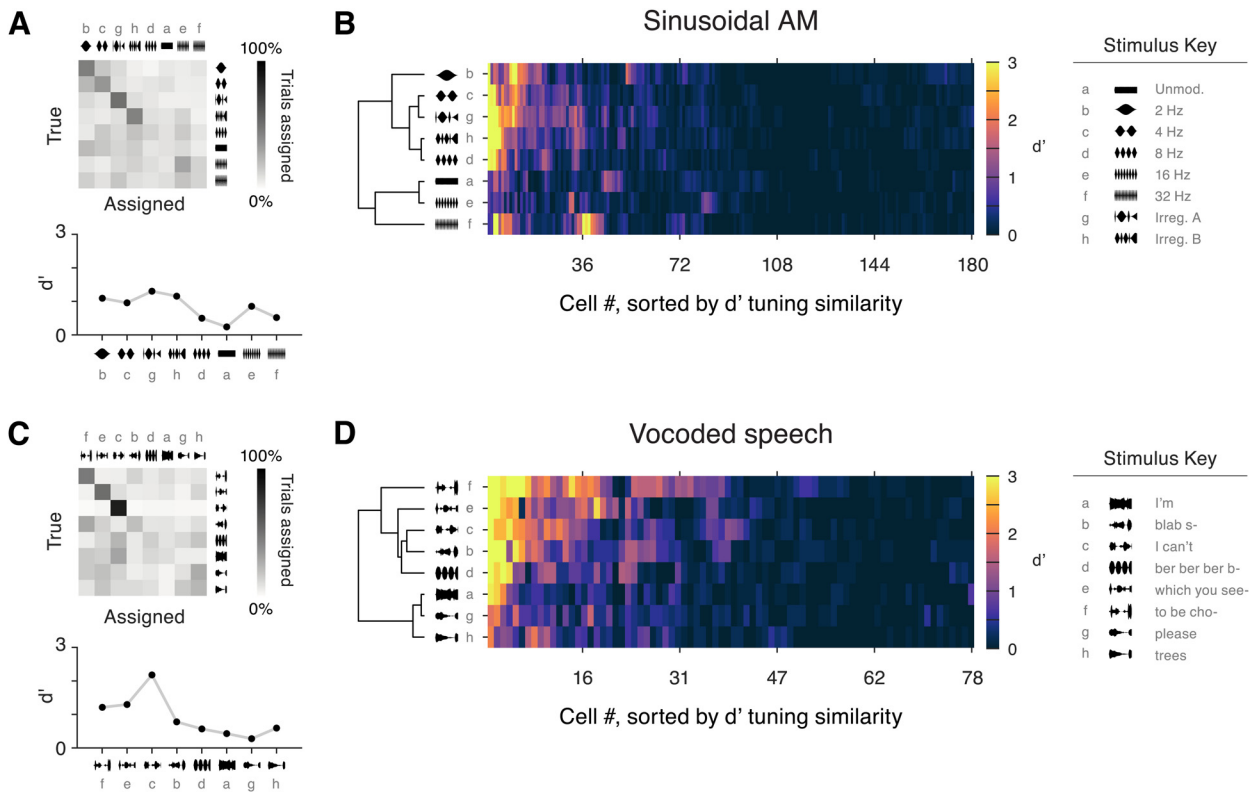 A
b c g h d a e f
True
Assigned
100%
Trials assigned
0%
3
d'
0
b c g h d a e f
B
Sinusoidal AM
b
c
g
h
d
a
e
f
36 72 108 144 180
Cell #, sorted by d' tuning similarity
3
2
d'
1
0
Stimulus Key
a Unmod.
b 2 Hz
c 4 Hz
d 8 Hz
e 16 Hz
f 32 Hz
g Irreg. A
h Irreg. B
C
f e c b d a g h
True
Assigned
100%
Trials assigned
0%
3
d'
0
f e c b d a g h
D
Vocoded speech
f
e
c
b
d
a
g
h
16 31 47 62 78
Cell #, sorted by d' tuning similarity
3
2
d'
1
0
Stimulus Key
a I'm
b blab s-
c I can't
d ber ber ber b-
e which you see-
f to be cho-
g please
h trees